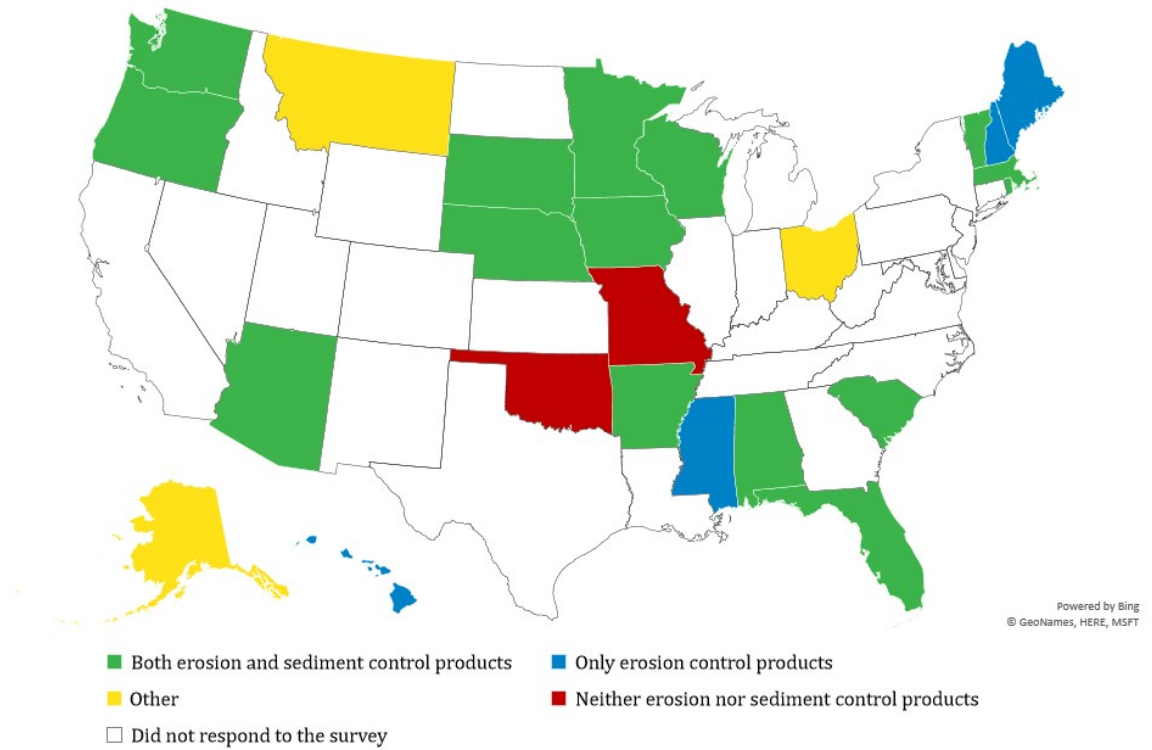 Powered by Bing
© GeoNames, HERE, MSFT
Both erosion and sediment control products
Only erosion control products
Other
Neither erosion nor sediment control products
Did not respond to the survey